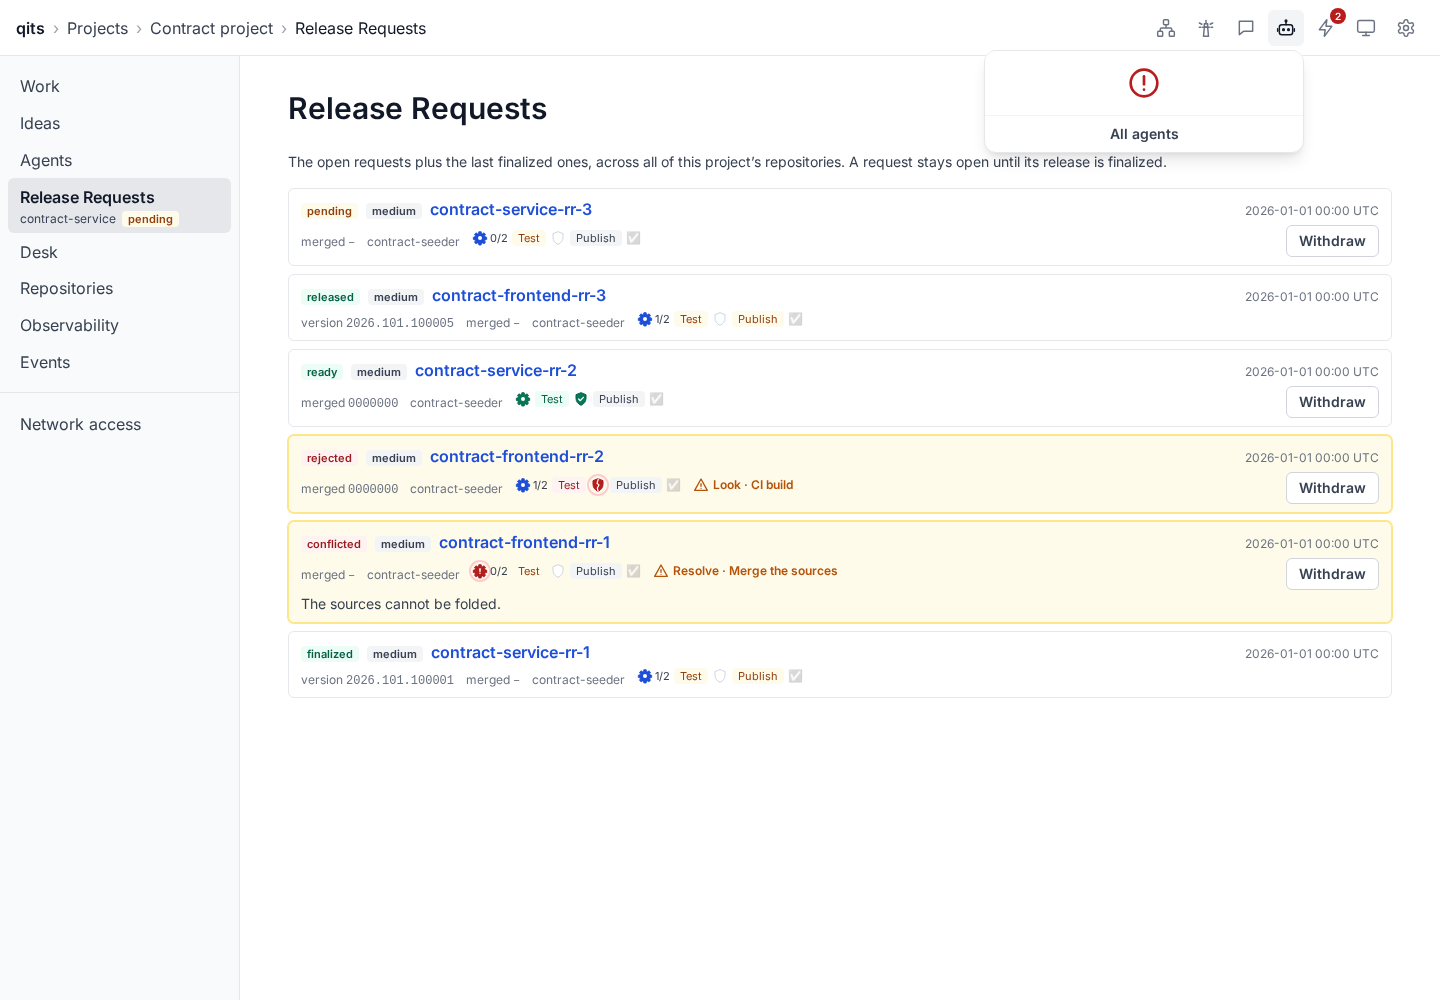 qits › Projects › Contract project › Release Requests
2
All agents
Work
Ideas
Agents
Release Requests
contract-service pending
Desk
Repositories
Observability
Events
Network access
Release Requests
The open requests plus the last finalized ones, across all of this project’s repositories. A request stays open until its release is finalized.
pending medium contract-service-rr-3 2026-01-01 00:00 UTC
merged – contract-seeder 0/2 Test Publish Withdraw
released medium contract-frontend-rr-3 2026-01-01 00:00 UTC
version 2026.101.100005 merged – contract-seeder 1/2 Test Publish
ready medium contract-service-rr-2 2026-01-01 00:00 UTC
merged 0000000 contract-seeder Test Publish Withdraw
rejected medium contract-frontend-rr-2 2026-01-01 00:00 UTC
merged 0000000 contract-seeder 1/2 Test Publish Look · CI build Withdraw
conflicted medium contract-frontend-rr-1 2026-01-01 00:00 UTC
merged – contract-seeder 0/2 Test Publish Resolve · Merge the sources Withdraw
The sources cannot be folded.
finalized medium contract-service-rr-1 2026-01-01 00:00 UTC
version 2026.101.100001 merged – contract-seeder 1/2 Test Publish